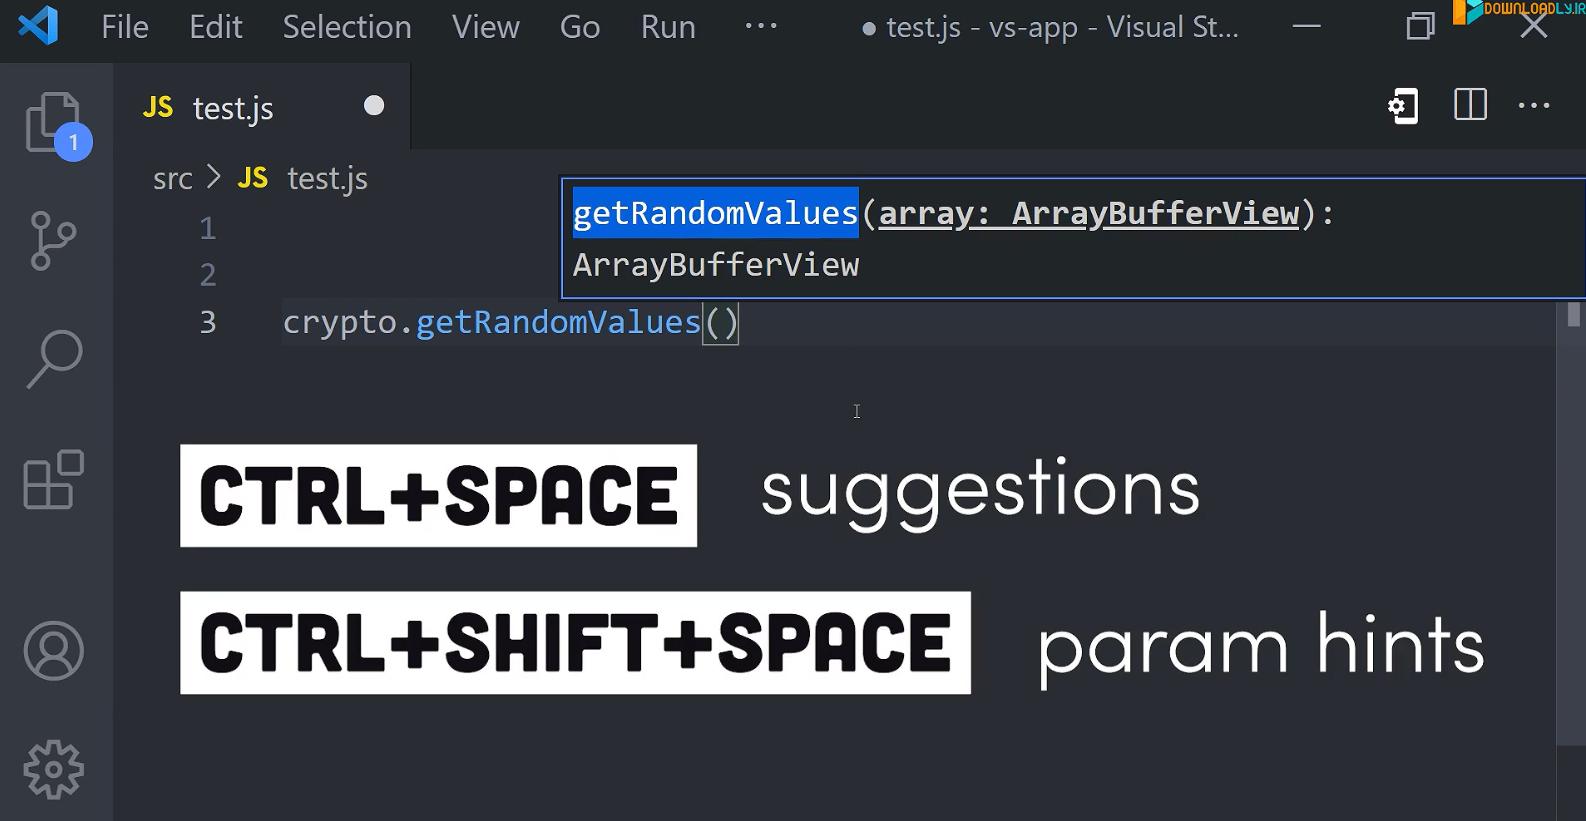 File Edit Selection View Go Run ··· ● test.js - vs-app - Visual St...
DOWNLOADLY.IR
JS test.js ●
1
src > JS test.js
getRandomValues(array: ArrayBufferView):
ArrayBufferView
1
2
3 crypto.getRandomValues()
CTRL+SPACE suggestions
CTRL+SHIFT+SPACE param hints